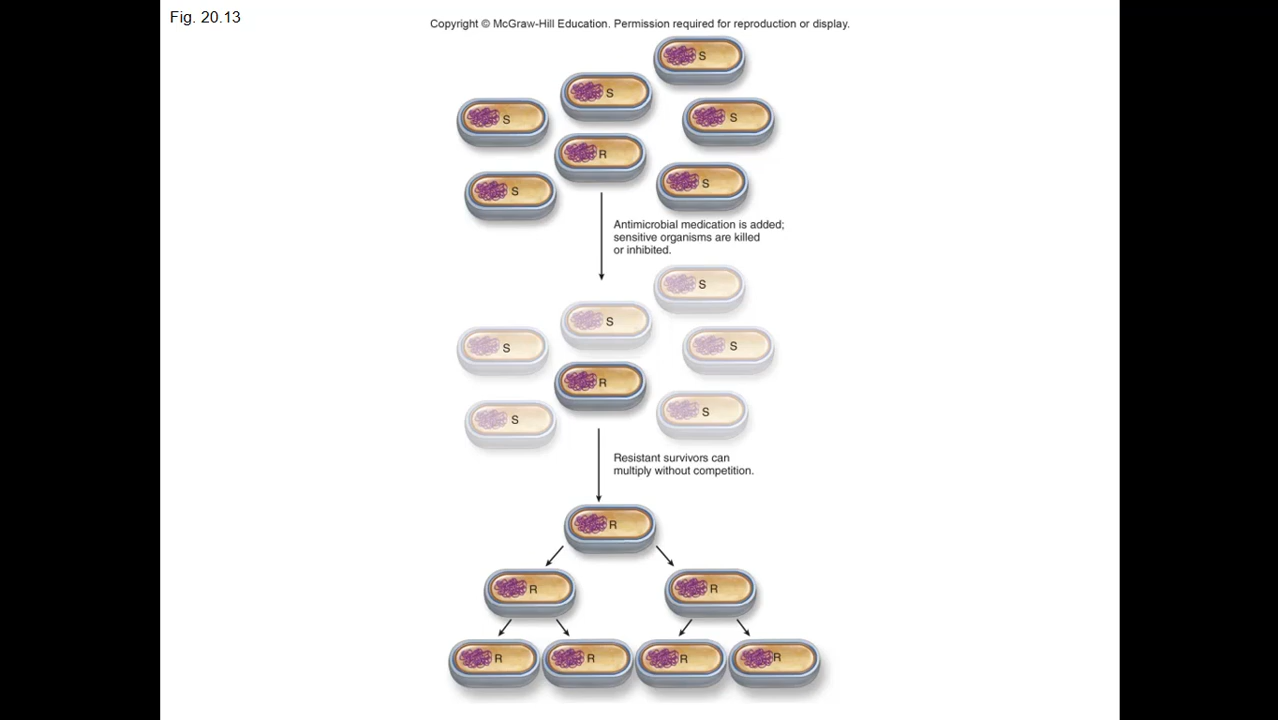 Fig. 20.13
Copyright © McGraw-Hill Education. Permission required for reproduction or display.
S
S
S
S
R
S
S
Antimicrobial medication is added;
sensitive organisms are killed
or inhibited.
S
S
S
S
R
S
S
Resistant survivors can
multiply without competition.
R
R R
R R R R